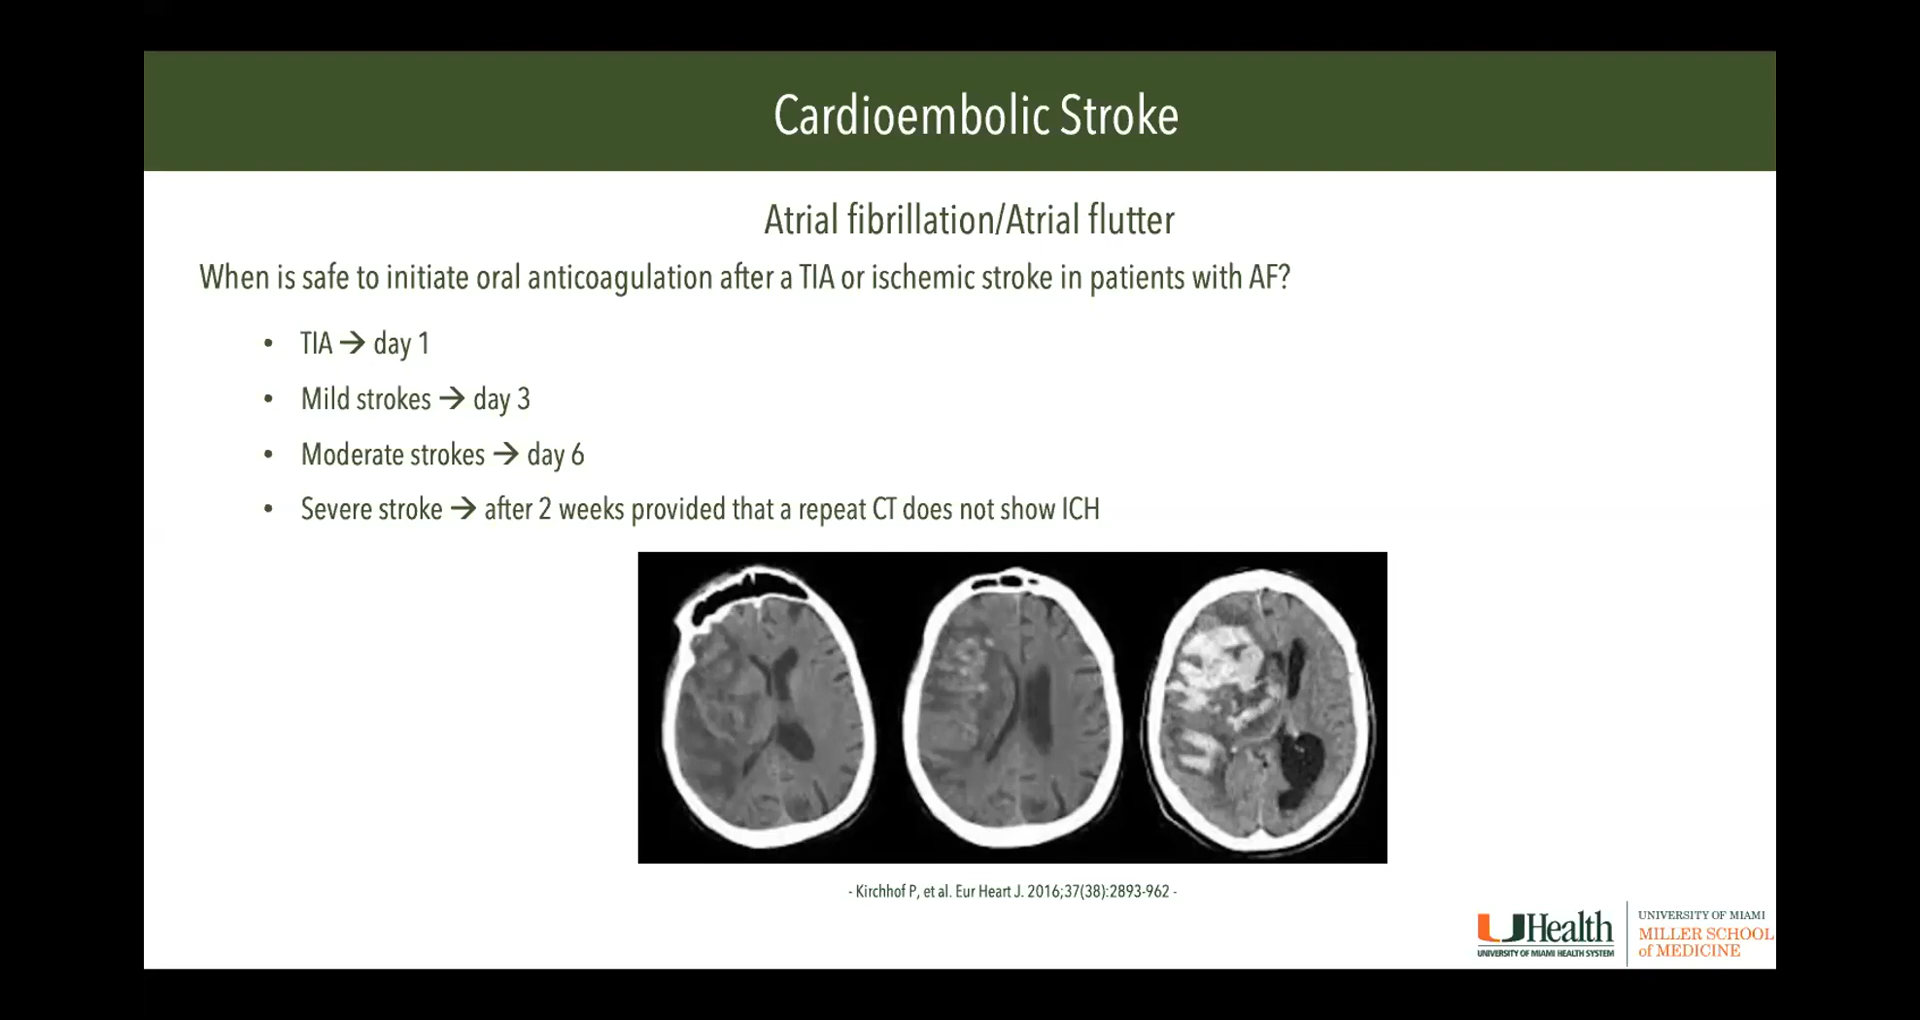 Cardioembolic Stroke
Atrial fibrillation/Atrial flutter
When is safe to initiate oral anticoagulation after a TIA or ischemic stroke in patients with AF?
• TIA → day 1
• Mild strokes → day 3
• Moderate strokes → day 6
• Severe stroke → after 2 weeks provided that a repeat CT does not show ICH
- Kirchhof P, et al. Eur Heart J. 2016;37(38):2893-962 -
UHealth
UNIVERSITY OF MIAMI HEALTH SYSTEM
UNIVERSITY OF MIAMI
MILLER SCHOOL
of MEDICINE